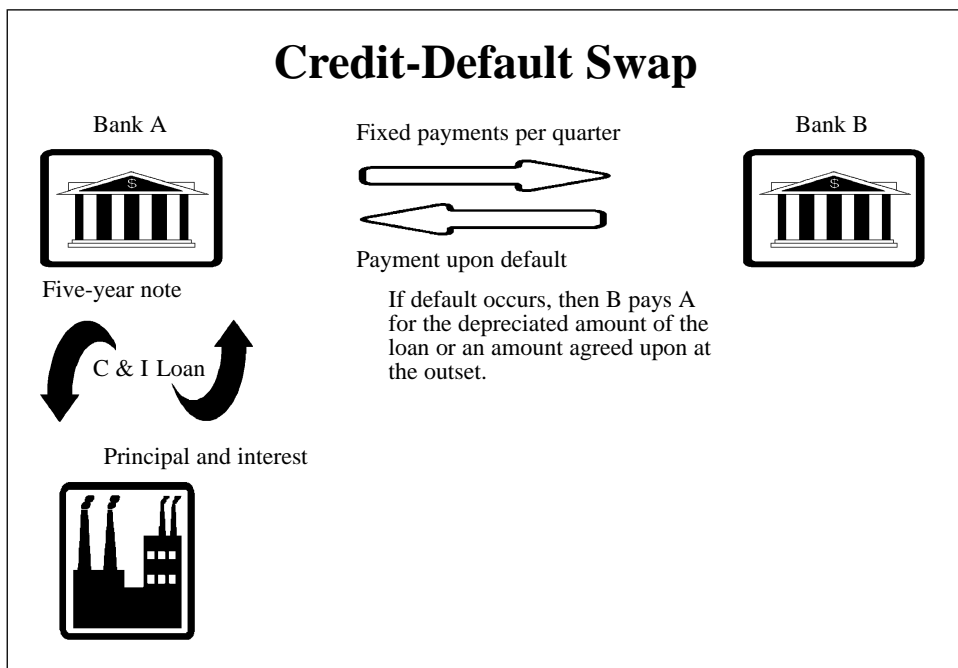 Credit-Default Swap
Bank A
Fixed payments per quarter
Bank B
$
$
Payment upon default
Five-year note
If default occurs, then B pays A
for the depreciated amount of the
loan or an amount agreed upon at
the outset.
C & I Loan
Principal and interest